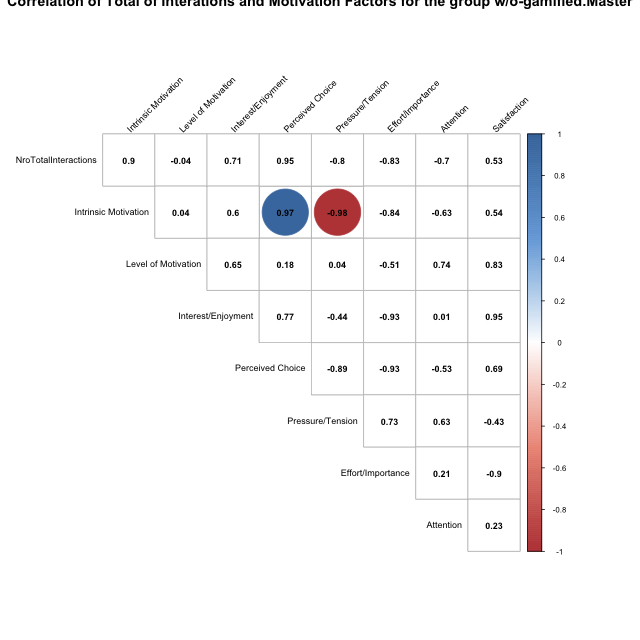 Correlation of Total of Interations and Motivation Factors for the group w/o-gamified.Master
Intrinsic Motivation
Level of Motivation
Interest/Enjoyment
Perceived Choice
Pressure/Tension
Effort/Importance
Attention
Satisfaction
NroTotalInteractions 0.9 -0.04 0.71 0.95 -0.8 -0.83 -0.7 0.53
Intrinsic Motivation 0.04 0.6 0.97 -0.98 -0.84 -0.63 0.54
Level of Motivation 0.65 0.18 0.04 -0.51 0.74 0.83
Interest/Enjoyment 0.77 -0.44 -0.93 0.01 0.95
Perceived Choice -0.89 -0.93 -0.53 0.69
Pressure/Tension 0.73 0.63 -0.43
Effort/Importance 0.21 -0.9
Attention 0.23
1
0.8
0.6
0.4
0.2
0
-0.2
-0.4
-0.6
-0.8
-1